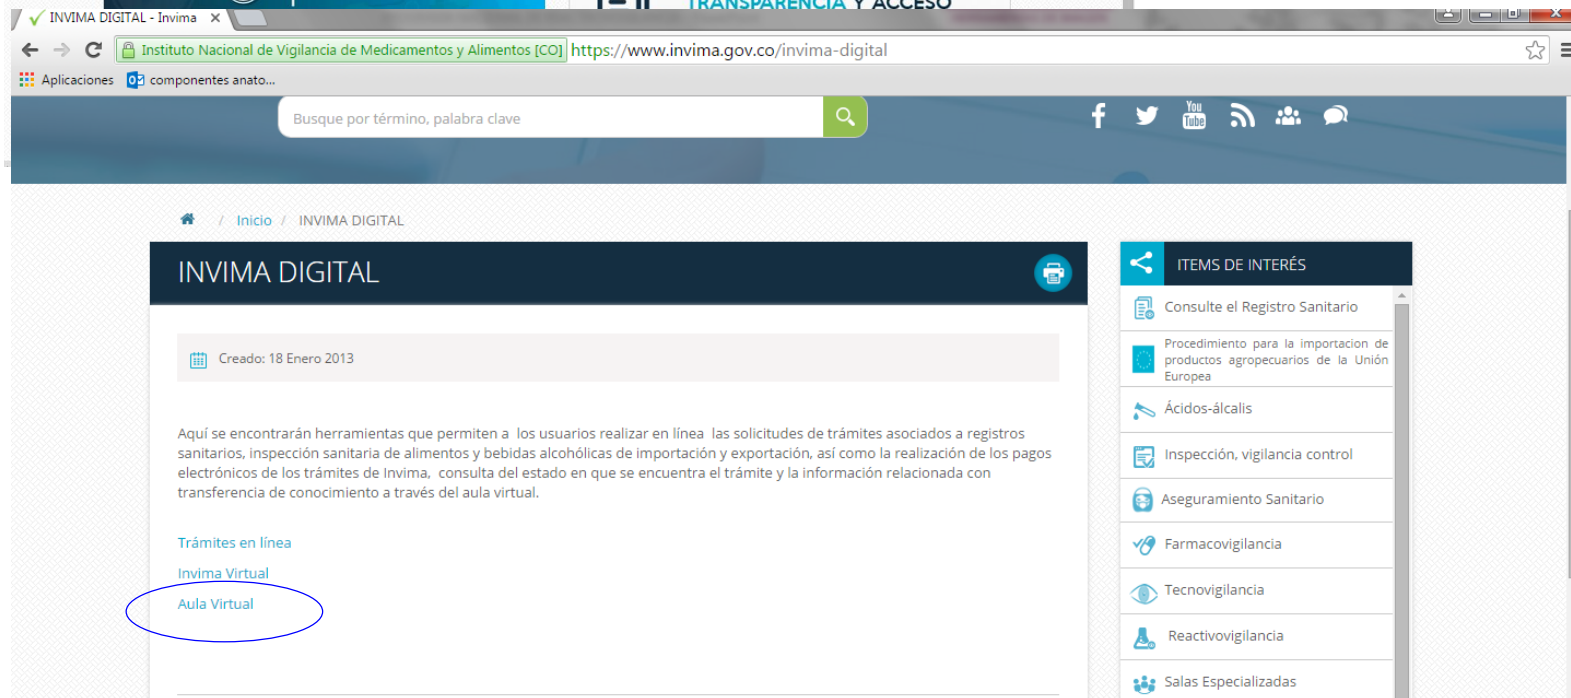 TRANSPARENCIA Y ACCESO
INVIMA DIGITAL - Invima
Instituto Nacional de Vigilancia de Medicamentos y Alimentos [CO] https://www.invima.gov.co/invima-digital
Aplicaciones componentes anato...
Busque por término, palabra clave
You Tube
/ Inicio / INVIMA DIGITAL
INVIMA DIGITAL
Creado: 18 Enero 2013
Aquí se encontrarán herramientas que permiten a los usuarios realizar en línea las solicitudes de trámites asociados a registros
sanitarios, inspección sanitaria de alimentos y bebidas alcohólicas de importación y exportación, así como la realización de los pagos
electrónicos de los trámites de Invima, consulta del estado en que se encuentra el trámite y la información relacionada con
transferencia de conocimiento a través del aula virtual.
Trámites en línea
Invima Virtual
Aula Virtual
ITEMS DE INTERÉS
Consulte el Registro Sanitario
Procedimiento para la importacion de
productos agropecuarios de la Unión
Europea
Ácidos-álcalis
Inspección, vigilancia control
Aseguramiento Sanitario
Farmacovigilancia
Tecnovigilancia
Reactivovigilancia
Salas Especializadas